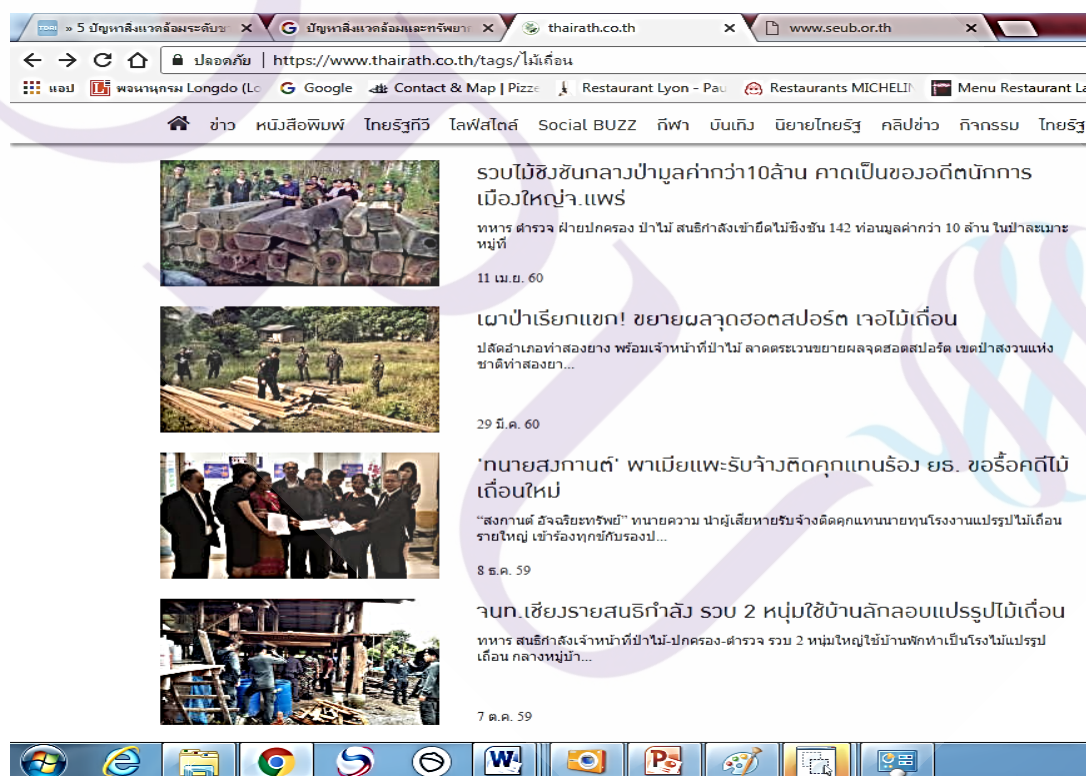 » 5 ปัญหาสิ่งแวดล้อมระดับชา
ปัญหาสิ่งแวดล้อมและทรัพยาก
thairath.co.th
www.seub.or.th
ปลอดภัย | https://www.thairath.co.th/tags/ไม้เถื่อน
แอป
พจนานุกรม Longdo (Lo
Google
Contact & Map | Pizze
Restaurant Lyon - Pau
Restaurants MICHELIN
Menu Restaurant La
ข่าว หนังสือพิมพ์ ไทยรัฐทีวี ไลฟ์สไตล์ Social BUZZ กีฬา บันเทิง นิยายไทยรัฐ คลิปข่าว กิจกรรม ไทยรัฐ
รวบไม้ชิงชันกลางป่ามูลค่ากว่า10ล้าน คาดเป็นของอดีตนักการ
เมืองใหญ่จ.แพร่
ทหาร ตำรวจ ฝ่ายปกครอง ป่าไม้ สนธิกำลังเข้ายึดไม้ชิงชัน 142 ท่อนมูลค่ากว่า 10 ล้าน ในป่าละเมาะ
หมู่ที่
11 เม.ย. 60
เผาป่าเรียกแขก! ขยายผลจุดฮอตสปอร์ต เจอไม้เถื่อน
ปลัดอำเภอท่าสองยาง พร้อมเจ้าหน้าที่ป่าไม้ ลาดตระเวนขยายผลจุดฮอตสปอร์ต เขตป่าสงวนแห่ง
ชาติท่าสองยา...
29 มี.ค. 60
'ทนายสงกานต์' พาเมียแพะรับจ้างติดคุกแทนร้อง ยธ. ขอรื้อคดีไม้
เถื่อนใหม่
“สงกานต์ อัจฉริยะทรัพย์” ทนายความ นำผู้เสียหายรับจ้างติดคุกแทนนายทุนโรงงานแปรรูปไม้เถื่อน
รายใหญ่ เข้าร้องทุกข์กับรองป...
8 ธ.ค. 59
จนท.เชียงรายสนธิกำลัง รวบ 2 หนุ่มใช้บ้านลักลอบแปรรูปไม้เถื่อน
ทหาร สนธิกำลังเจ้าหน้าที่ป่าไม้-ปกครอง-ตำรวจ รวบ 2 หนุ่มใหญ่ใช้บ้านพักทำเป็นโรงไม้แปรรูป
เถื่อน กลางหมู่บ้า...
7 ต.ค. 59